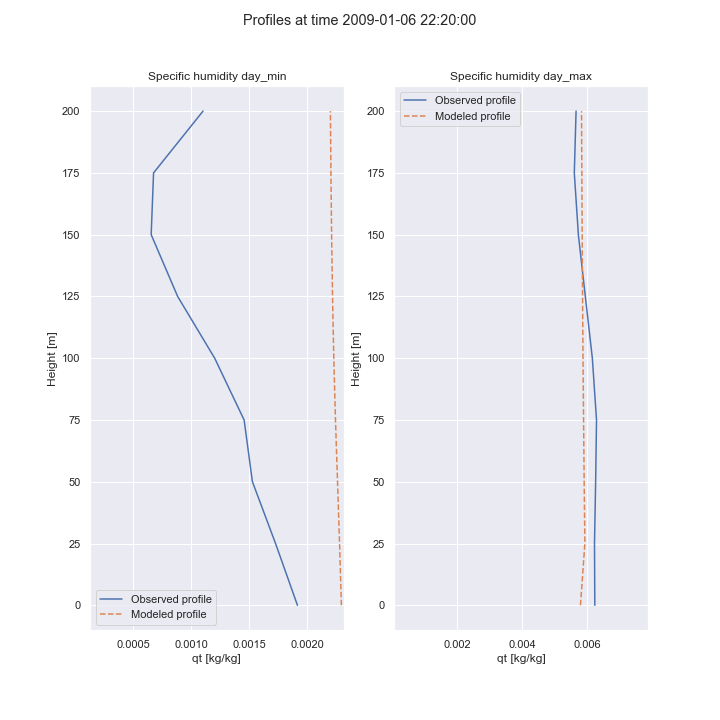 Profiles at time 2009-01-06 22:20:00
Specific humidity day_min
200
175
150
125
100
75
50
25
0
Height [m]
Observed profile
Modeled profile
0.0005
0.0010
0.0015
0.0020
qt [kg/kg]
Specific humidity day_max
Observed profile
Modeled profile
200
175
150
125
100
75
50
25
0
Height [m]
0.002
0.004
0.006
qt [kg/kg]